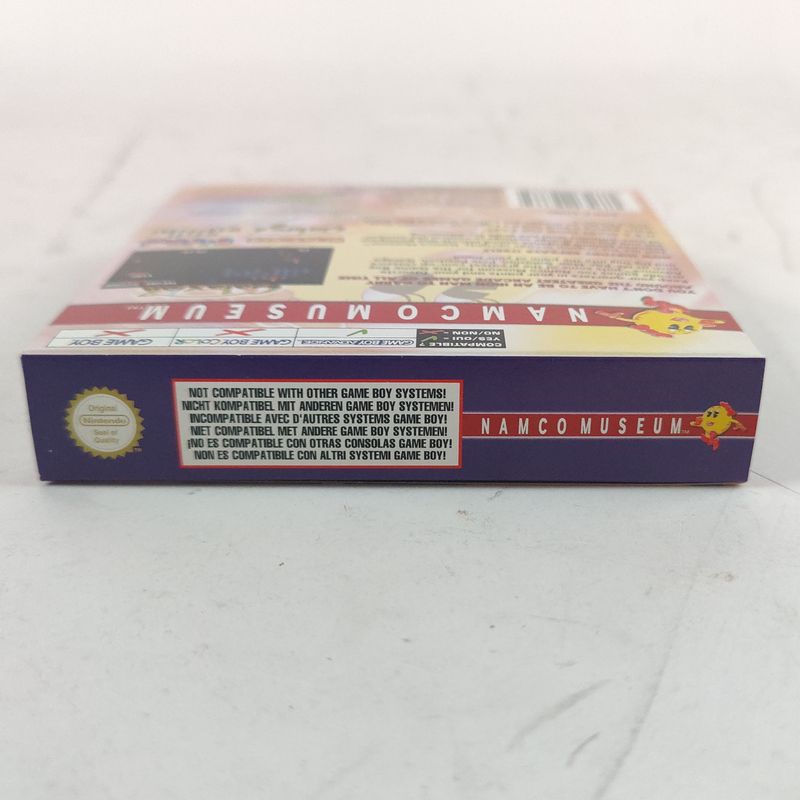 NAMCO MUSEUM™
COMPATIBLE ?
YES/OUI = ✓
NO/NON = ✗
GAME BOY ADVANCE
GAME BOY COLOR
GAME BOY
Original
Nintendo
Seal of
Quality
™
NOT COMPATIBLE WITH OTHER GAME BOY SYSTEMS!
NICHT KOMPATIBEL MIT ANDEREN GAME BOY SYSTEMEN!
INCOMPATIBLE AVEC D'AUTRES SYSTEMS GAME BOY!
NIET COMPATIBEL MET ANDERE GAME BOY SYSTEMEN!
¡NO ES COMPATIBLE CON OTRAS CONSOLAS GAME BOY!
NON ES COMPATIBILE CON ALTRI SYSTEMI GAME BOY!
NAMCO MUSEUM™